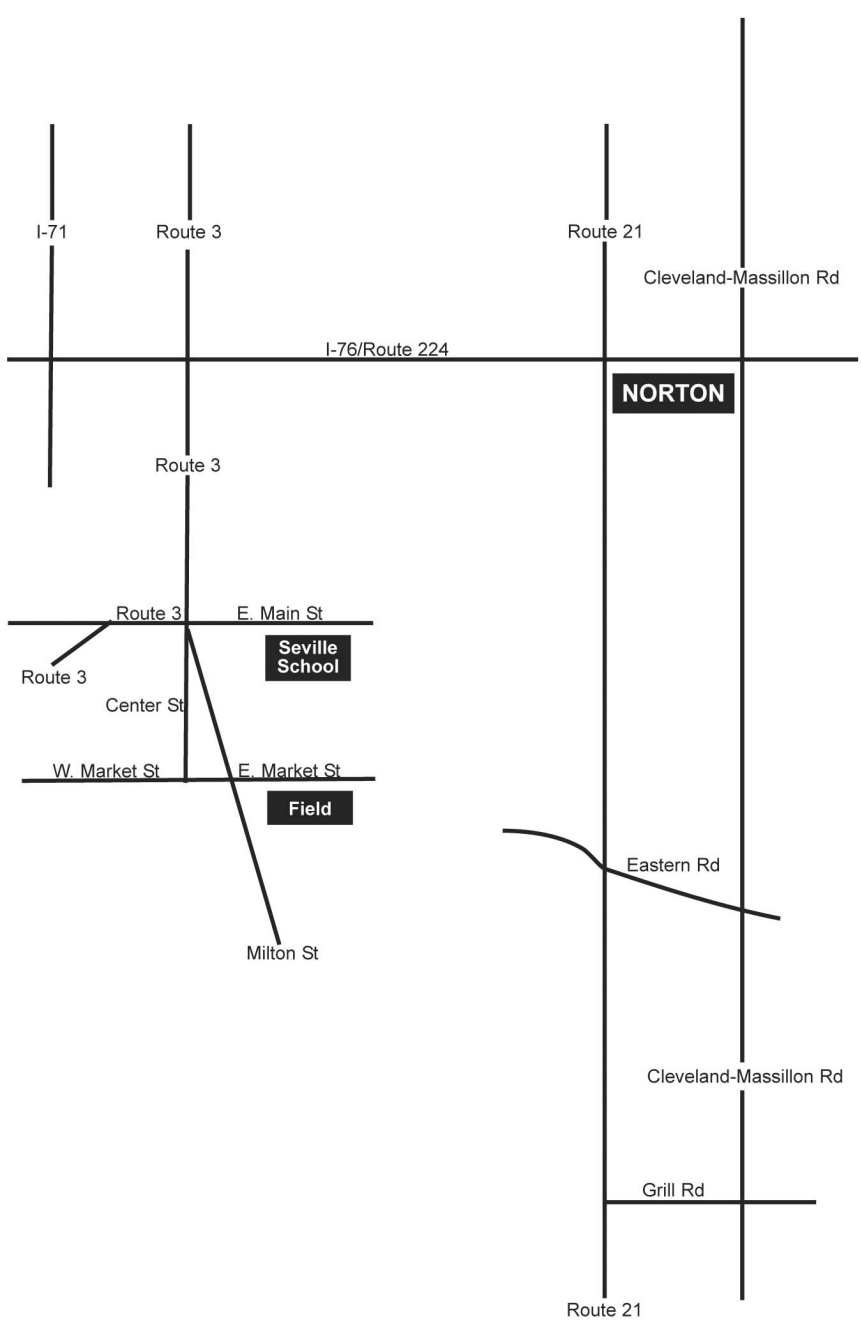 I-71
Route 3
Route 21
Cleveland-Massillon Rd
I-76/Route 224
NORTON
Route 3
Route 3
E. Main St
Seville
School
Route 3
Center St
W. Market St
E. Market St
Field
Eastern Rd
Milton St
Cleveland-Massillon Rd
Grill Rd
Route 21